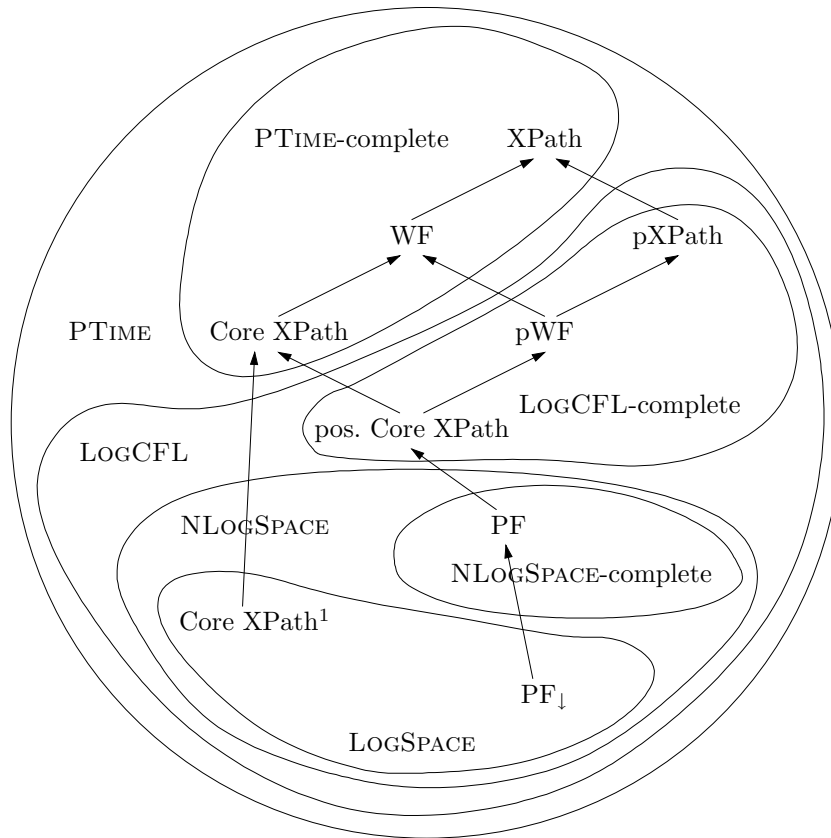 PTIME-complete XPath
WF pXPath
PTIME Core XPath pWF
LOGCFL-complete
pos. Core XPath
LOGCFL
NLOGSPACE PF
NLOGSPACE-complete
Core XPath¹
PF↓
LOGSPACE